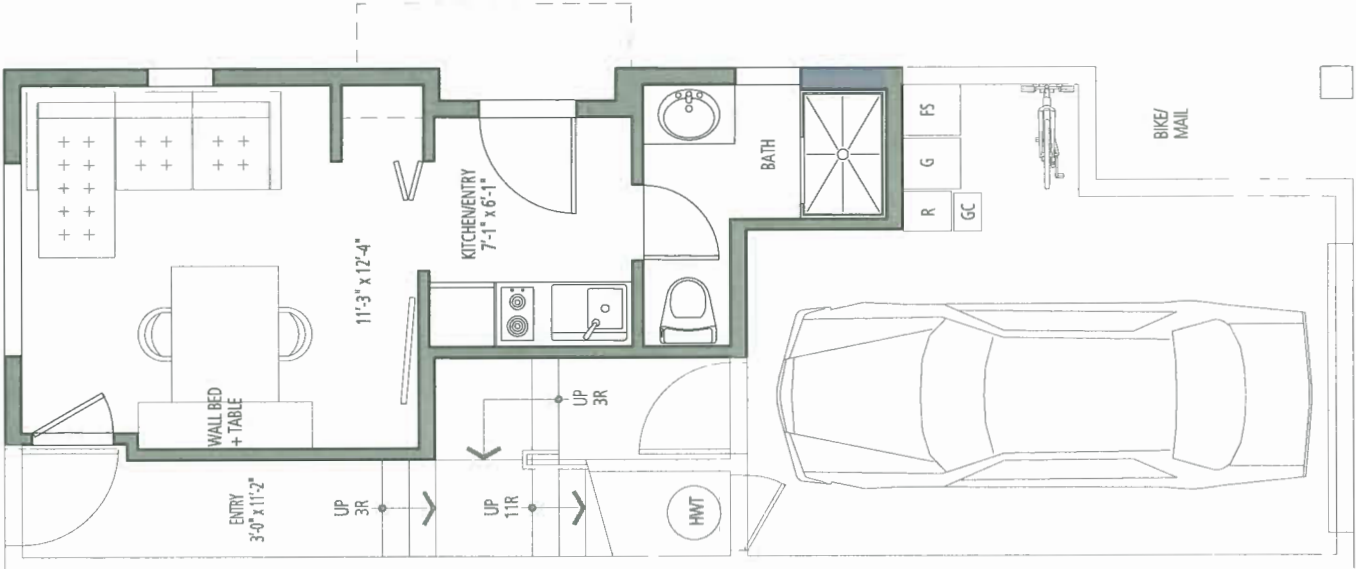 WALL BED
+ TABLE
11'-3" x 12'-4"
KITCHEN/ENTRY
7'-1" x 6'-1"
BATH
FS
G
R
GC
BIKE/
MAIL
ENTRY
3'-0" x 11'-2"
UP
3R
UP
11R
UP
3R
HWT